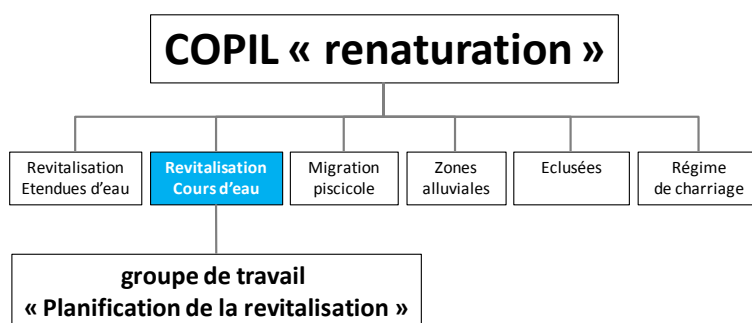 COPIL « renaturation »
Revitalisation
Etendues d'eau
Revitalisation
Cours d'eau
Migration
piscicole
Zones
alluviales
Eclusées
Régime
de charriage
groupe de travail
« Planification de la revitalisation »